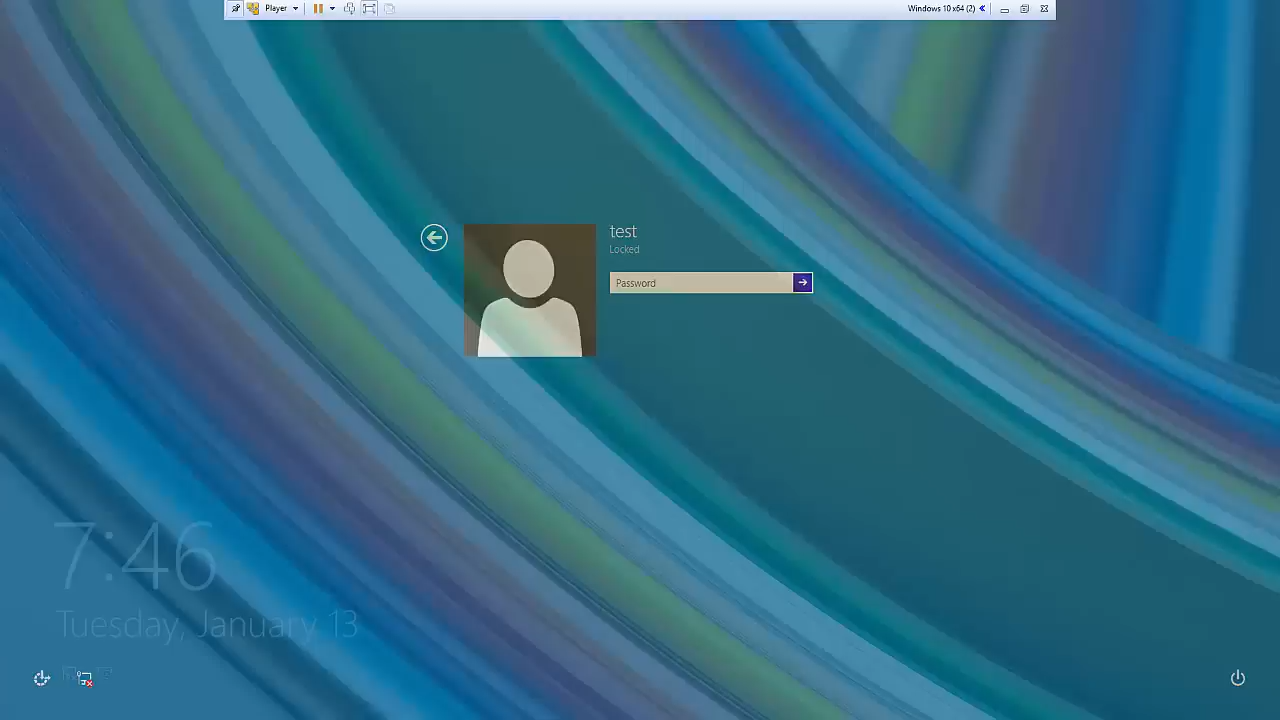 Player
Windows 10 x64 (2)
test
Locked
Password
7:46
Tuesday, January 13